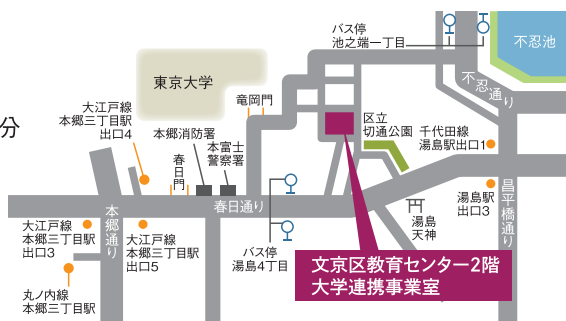 バス停
池之端一丁目
不忍池
不忍通り
東京大学
分
大江戸線
本郷三丁目駅
出口4
竜岡門
本郷消防署
本富士
警察署
春日門
区立
切通公園
千代田線
湯島駅出口1
春日通り
本郷通り
大江戸線
本郷三丁目駅
出口3
大江戸線
本郷三丁目駅
出口5
バス停
湯島4丁目
湯島
天神
湯島駅
出口3
昌平橋通り
丸ノ内線
本郷三丁目駅
文京区教育センター2階
大学連携事業室